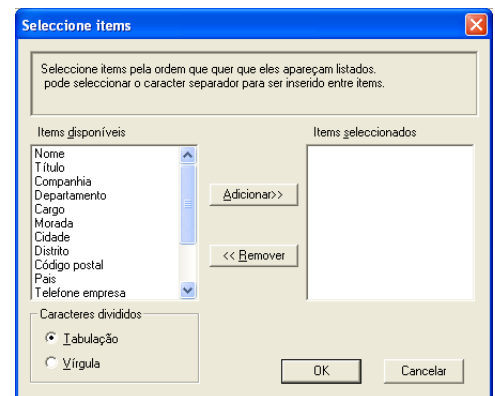 Seleccione items
Seleccione items pela ordem que quer que eles apareçam listados.
pode seleccionar o caracter separador para ser inserido entre items.
Items disponíveis
Items seleccionados
Nome
Título
Companhia
Departamento
Cargo
Morada
Cidade
Distrito
Código postal
Pais
Telefone empresa
Adicionar>>
<< Remover
Caracteres divididos
Tabulação
Vírgula
OK
Cancelar